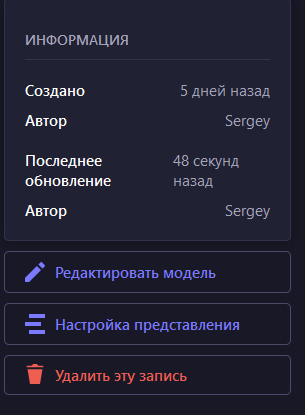 ИНФОРМАЦИЯ
Создано 5 дней назад
Автор Sergey
Последнее 48 секунд
обновление назад
Автор Sergey
Редактировать модель
Настройка представления
Удалить эту запись